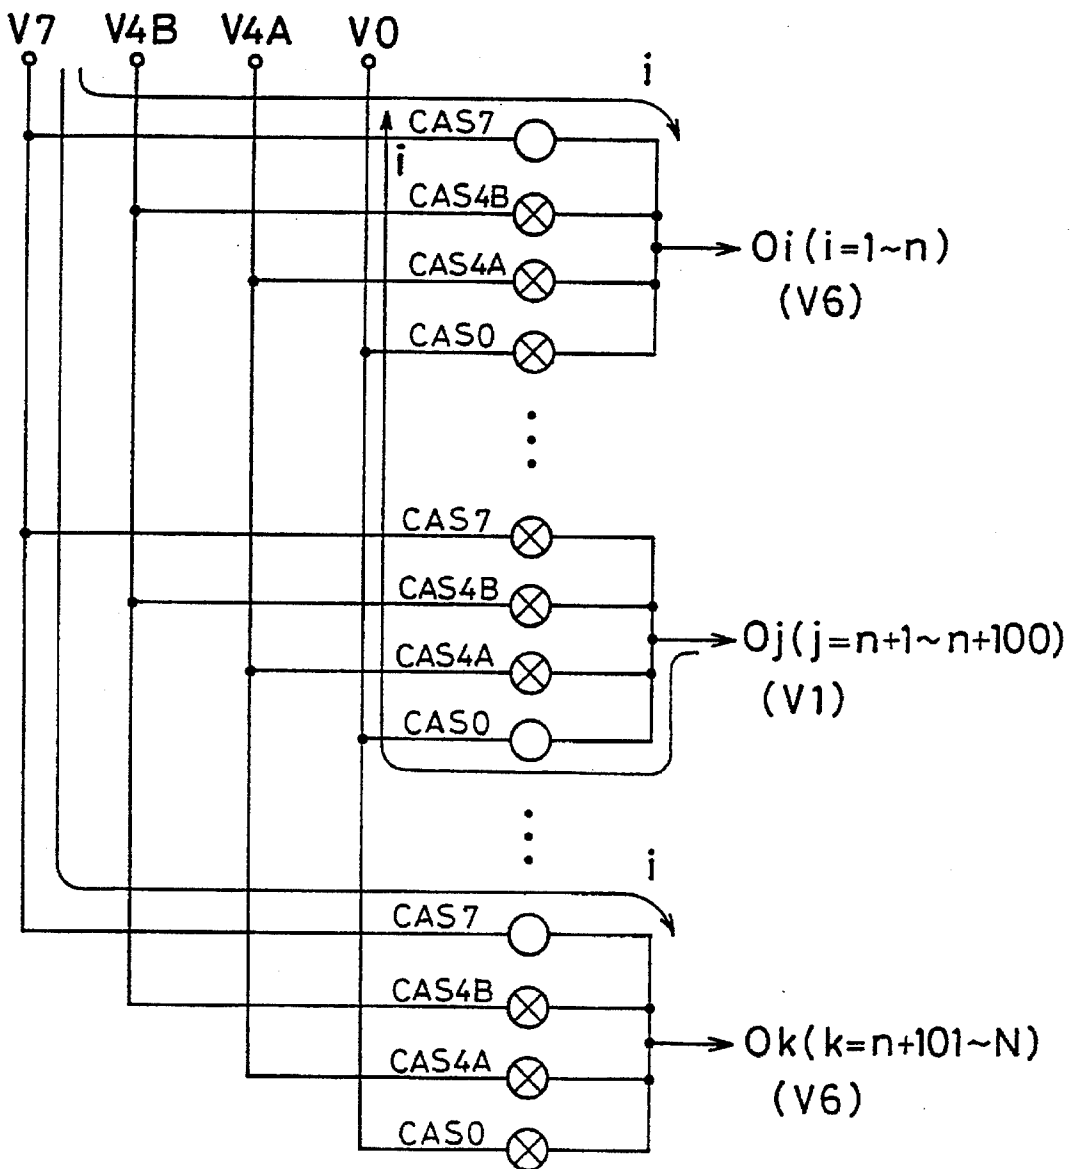 V7 V4B V4A V0
i
CAS7
i
CAS4B
Oi(i=1~n)
CAS4A
(V6)
CAS0
CAS7
CAS4B
Oj(j=n+1~n+100)
CAS4A
(V1)
CAS0
i
CAS7
CAS4B
Ok(k=n+101~N)
CAS4A
(V6)
CAS0